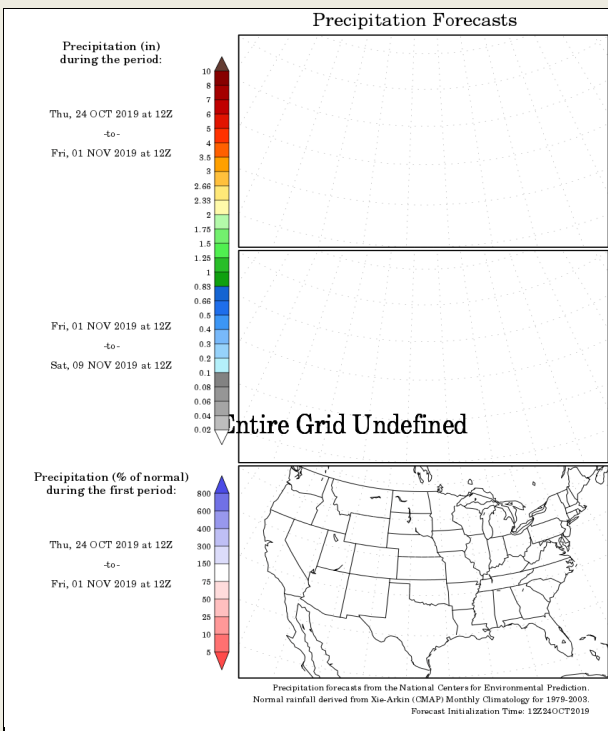 Precipitation Forecasts
Precipitation (in)
during the period:
Thu, 24 OCT 2019 at 12Z
-to-
Fri, 01 NOV 2019 at 12Z
10
8
7
6
5
4
3.5
3
2.66
2.33
2
1.75
1.5
1.25
1
0.83
0.66
0.5
0.4
0.3
0.2
0.1
0.08
0.06
0.04
0.02
Fri, 01 NOV 2019 at 12Z
-to-
Sat, 09 NOV 2019 at 12Z
Entire Grid Undefined
Precipitation (% of normal)
during the first period:
Thu, 24 OCT 2019 at 12Z
-to-
Fri, 01 NOV 2019 at 12Z
800
600
400
300
150
75
50
25
10
5
Precipitation forecasts from the National Centers for Environmental Prediction.
Normal rainfall derived from Xie-Arkin (CMAP) Monthly Climatology for 1979-2003.
Forecast Initialization Time: 12Z24OCT2019